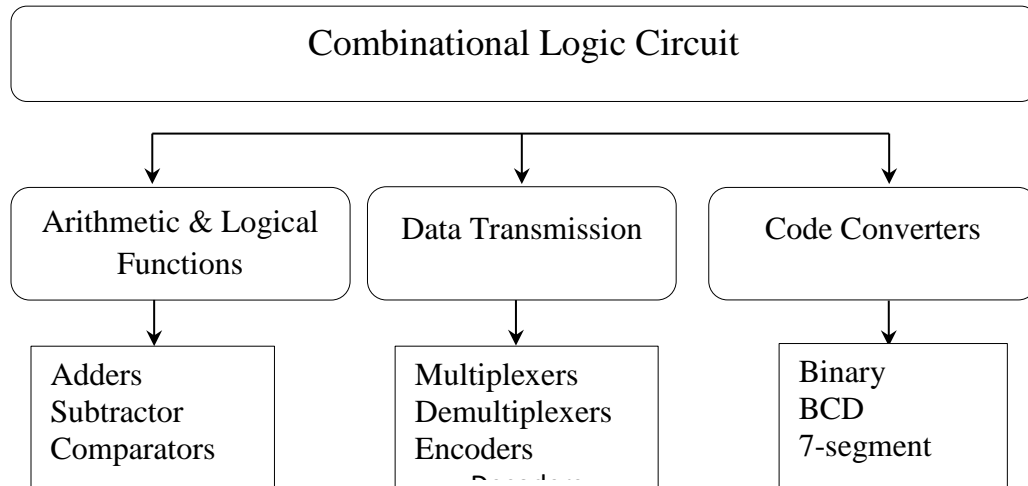 Combinational Logic Circuit
Arithmetic & Logical
Functions
Data Transmission
Code Converters
Adders
Subtractor
Comparators
Multiplexers
Demultiplexers
Encoders
Binary
BCD
7-segment